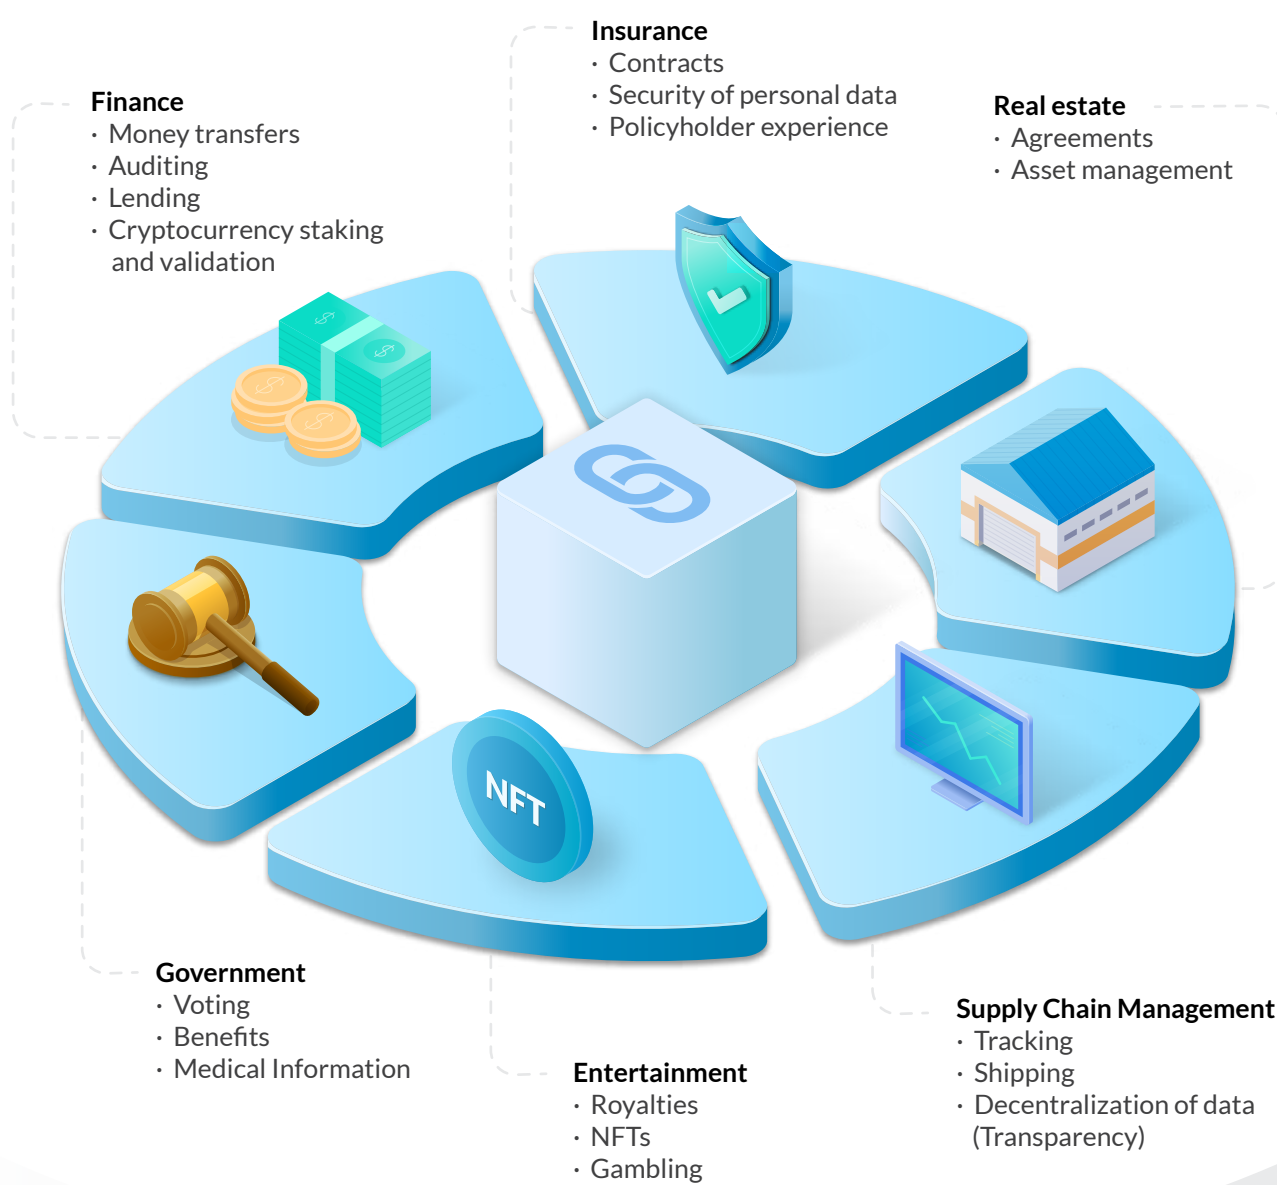 Insurance
· Contracts
· Security of personal data
· Policyholder experience
Finance
· Money transfers
· Auditing
· Lending
· Cryptocurrency staking
and validation
Real estate
· Agreements
· Asset management
NFT
Government
· Voting
· Benefits
· Medical Information
Entertainment
· Royalties
· NFTs
· Gambling
Supply Chain Management
· Tracking
· Shipping
· Decentralization of data
(Transparency)